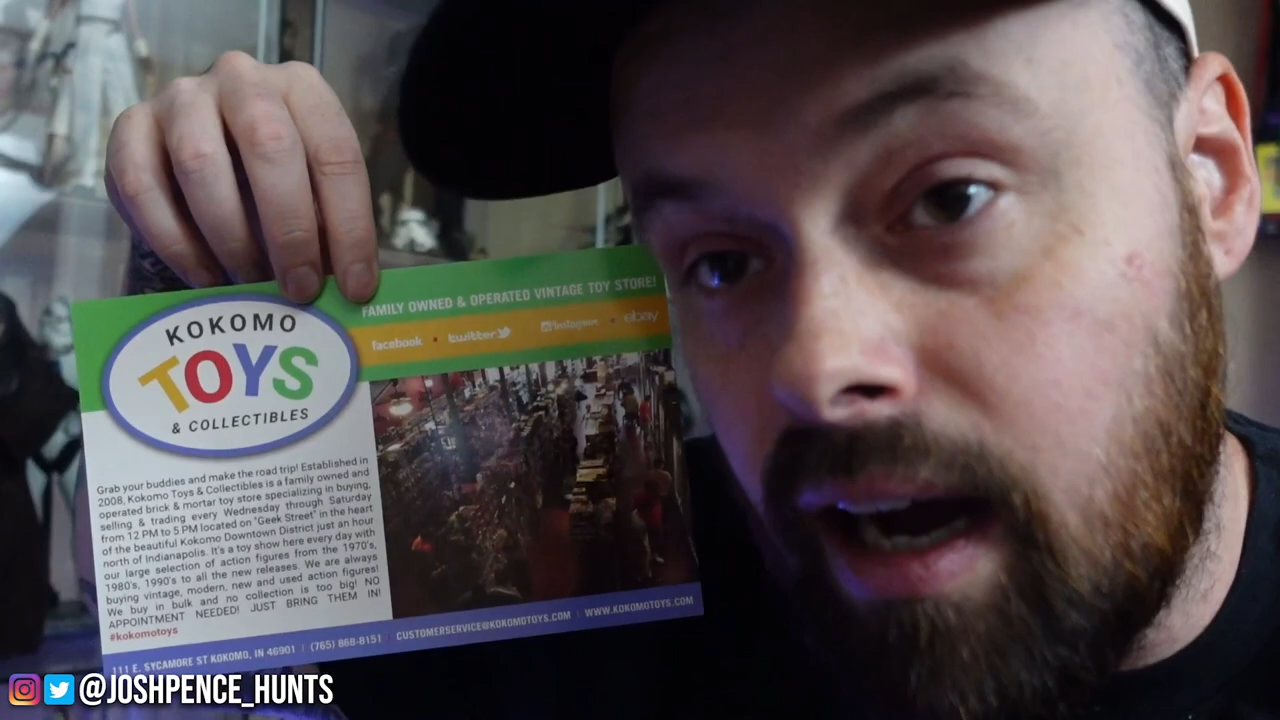 FAMILY OWNED & OPERATED VINTAGE TOY STORE!
facebook • twitter • Instagram • ebay
KOKOMO
TOYS
& COLLECTIBLES
Grab your buddies and make the road trip! Established in
2008, Kokomo Toys & Collectibles is a family owned and
operated brick & mortar toy store specializing in buying,
selling & trading every Wednesday through Saturday
from 12 PM to 5 PM located on "Geek Street" in the heart
of the beautiful Kokomo Downtown District just an hour
north of Indianapolis. It's a toy show here every day with
our large selection of action figures from the 1970's,
1980's, 1990's to all the new releases. We are always
buying vintage, modern, new and used action figures!
We buy in bulk and no collection is too big! NO
APPOINTMENT NEEDED! JUST BRING THEM IN!
#kokomotoys
111 E. SYCAMORE ST KOKOMO, IN 46901 | (765) 868-8151 | CUSTOMERSERVICE@KOKOMOTOYS.COM | WWW.KOKOMOTOYS.COM
@JOSHPENCE_HUNTS